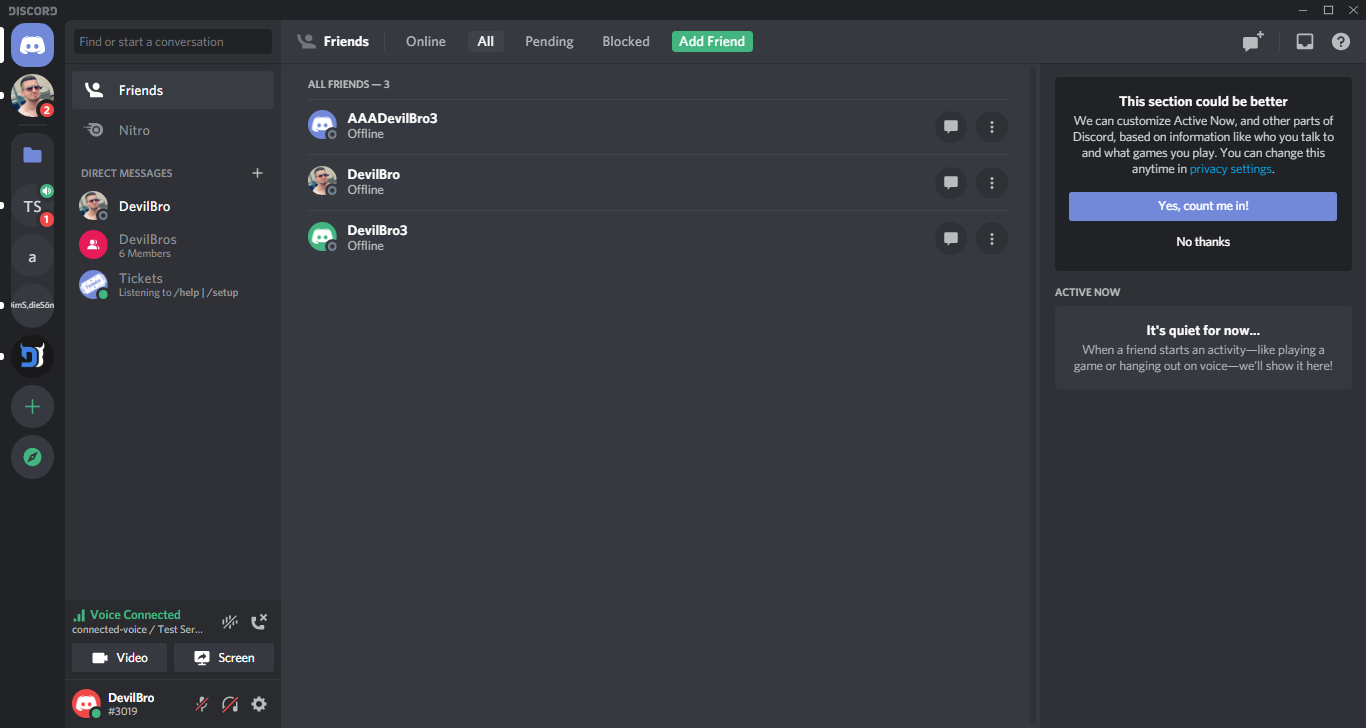 DISCORD
Find or start a conversation
Friends
Online
All
Pending
Blocked
Add Friend
2
TS
1
a
Friends
Nitro
DIRECT MESSAGES
DevilBro
DevilBros
6 Members
Tickets
Listening to /help | /setup
Voice Connected
connected-voice / Test Ser...
Video
Screen
DevilBro
#3019
ALL FRIENDS — 3
AAADevilBro3
Offline
DevilBro
Offline
DevilBro3
Offline
This section could be better
We can customize Active Now, and other parts of
Discord, based on information like who you talk to
and what games you play. You can change this
anytime in privacy settings.
Yes, count me in!
No thanks
ACTIVE NOW
It's quiet for now...
When a friend starts an activity—like playing a
game or hanging out on voice—we'll show it here!